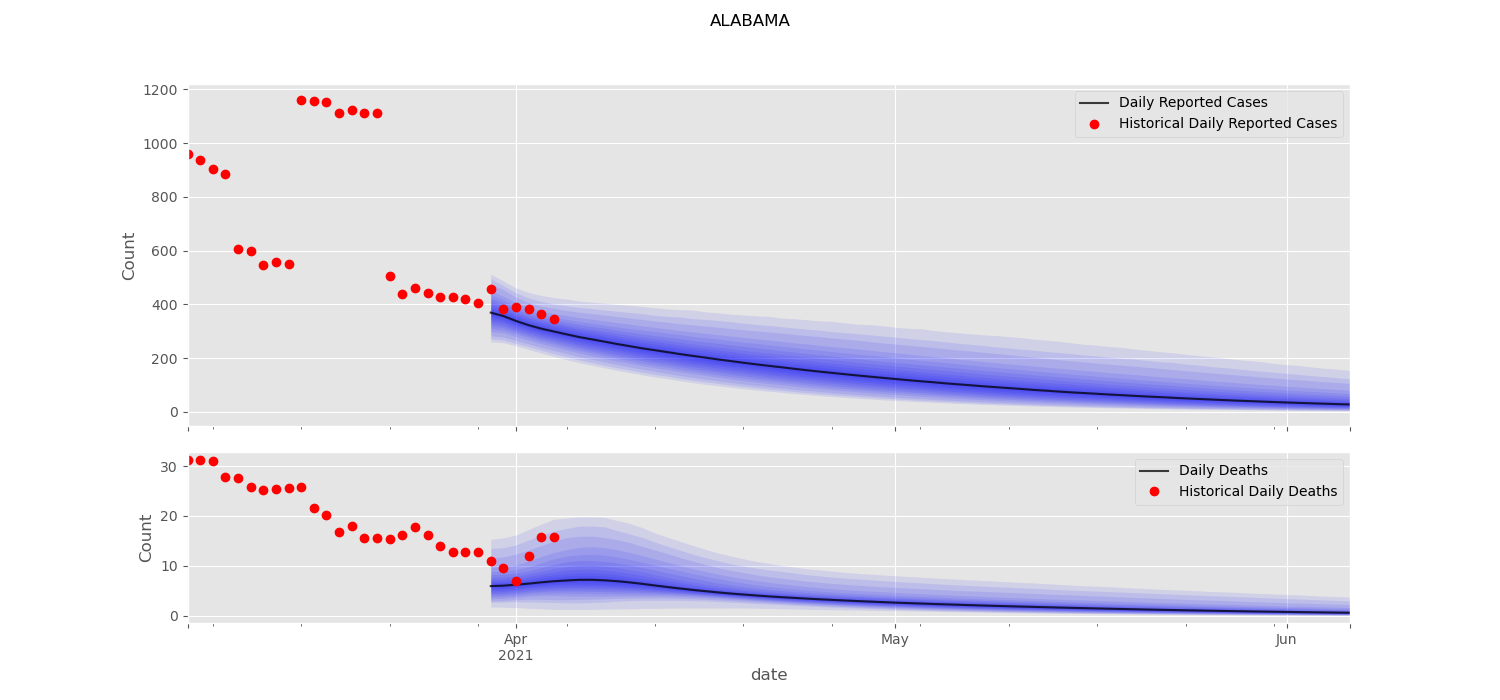 ALABAMA
1200
1000
800
600
400
200
0
Count
Daily Reported Cases
Historical Daily Reported Cases
30
20
10
0
Count
Daily Deaths
Historical Daily Deaths
Apr
2021
May
Jun
date